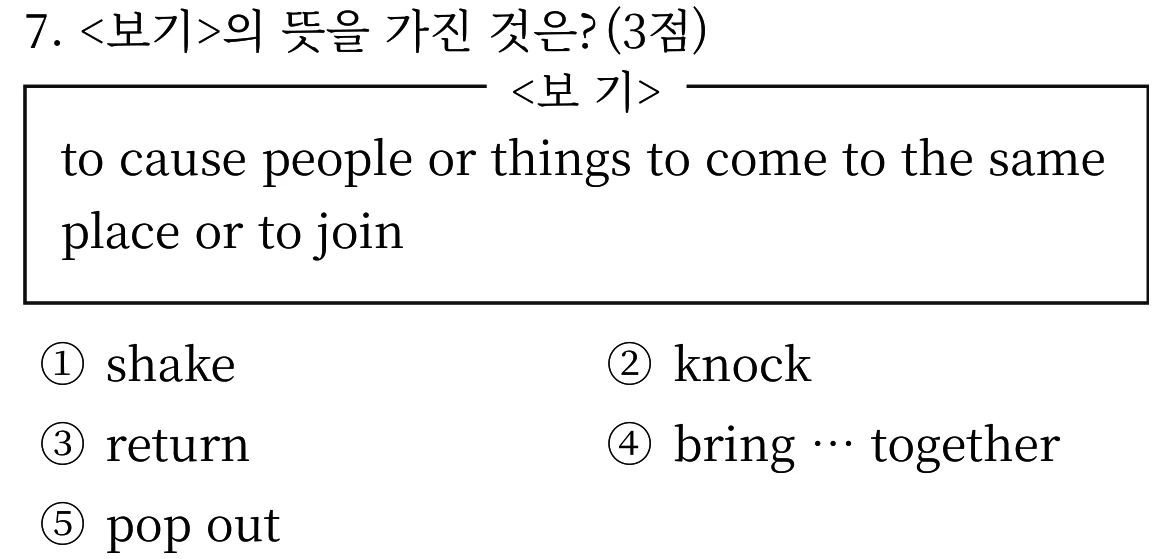 7. <보기>의 뜻을 가진 것은?(3점)
<보 기>
to cause people or things to come to the same
place or to join
① shake
② knock
③ return
④ bring ⋯ together
⑤ pop out